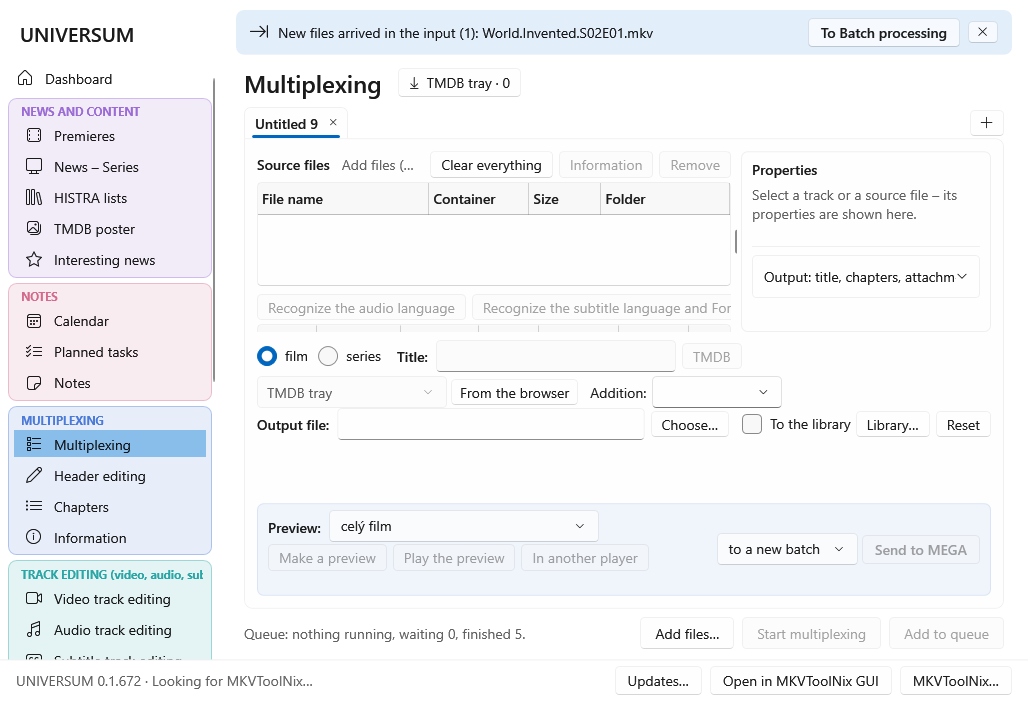 UNIVERSUM
Dashboard
NEWS AND CONTENT
Premieres
News – Series
HISTRA lists
TMDB poster
Interesting news
NOTES
Calendar
Planned tasks
Notes
MULTIPLEXING
Multiplexing
Header editing
Chapters
Information
TRACK EDITING (video, audio, sub
Video track editing
Audio track editing
Subtitle track editing
New files arrived in the input (1): World.Invented.S02E01.mkv
To Batch processing
Multiplexing
TMDB tray · 0
Untitled 9
Source files Add files (... Clear everything Information Remove
File name Container Size Folder
Recognize the audio language Recognize the subtitle language and For
Properties
Select a track or a source file – its
properties are shown here.
Output: title, chapters, attachm
film series Title: TMDB
TMDB tray From the browser Addition:
Output file: Choose... To the library Library... Reset
Preview: celý film
Make a preview Play the preview In another player
to a new batch Send to MEGA
Queue: nothing running, waiting 0, finished 5.
Add files... Start multiplexing Add to queue
UNIVERSUM 0.1.672 · Looking for MKVToolNix...
Updates... Open in MKVToolNix GUI MKVToolNix...